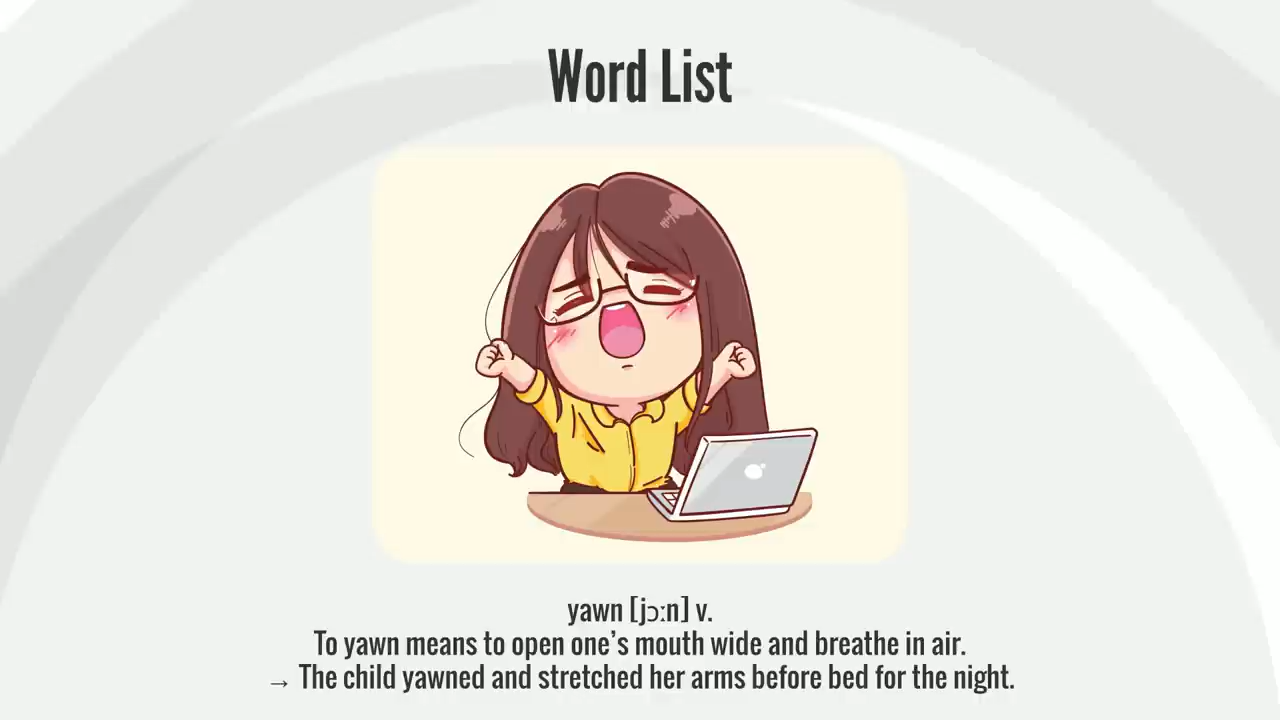 Word List
yawn [jɔːn] v.
To yawn means to open one’s mouth wide and breathe in air.
→ The child yawned and stretched her arms before bed for the night.